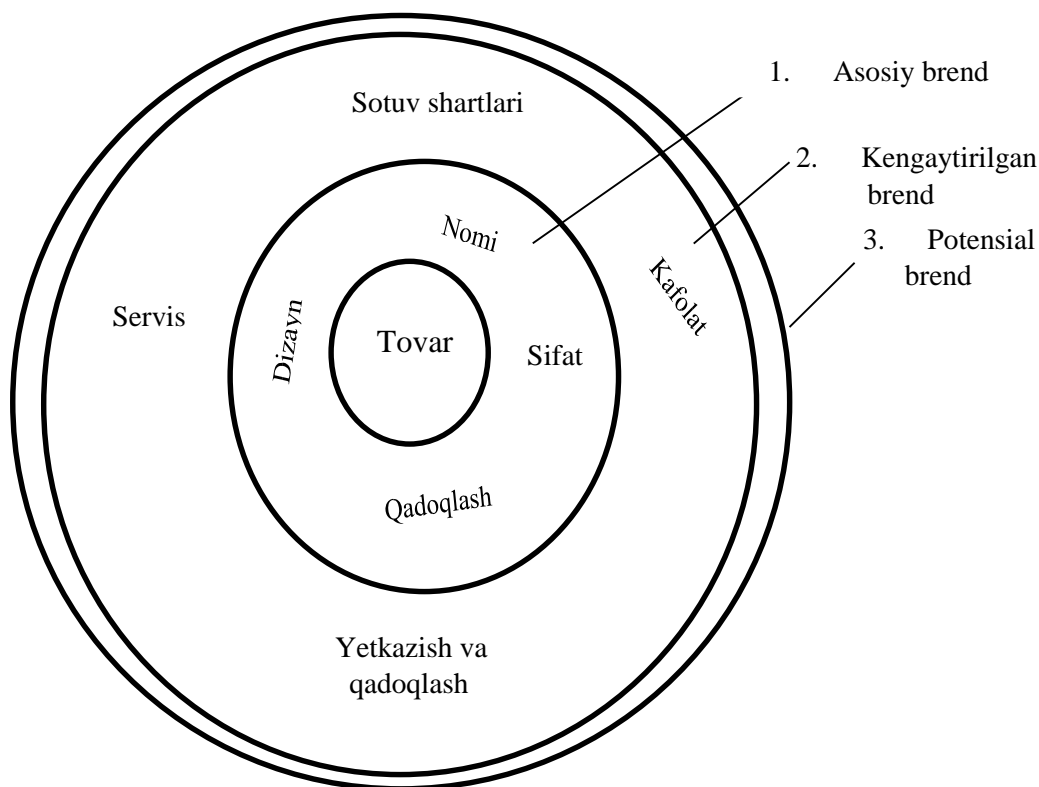 1. Asosiy brend
Sotuv shartlari
2. Kengaytirilgan
brend
Nomi
3. Potensial
brend
Kafolat
Servis
Dizayn
Tovar
Sifat
Qadoqlash
Yetkazish va
qadoqlash